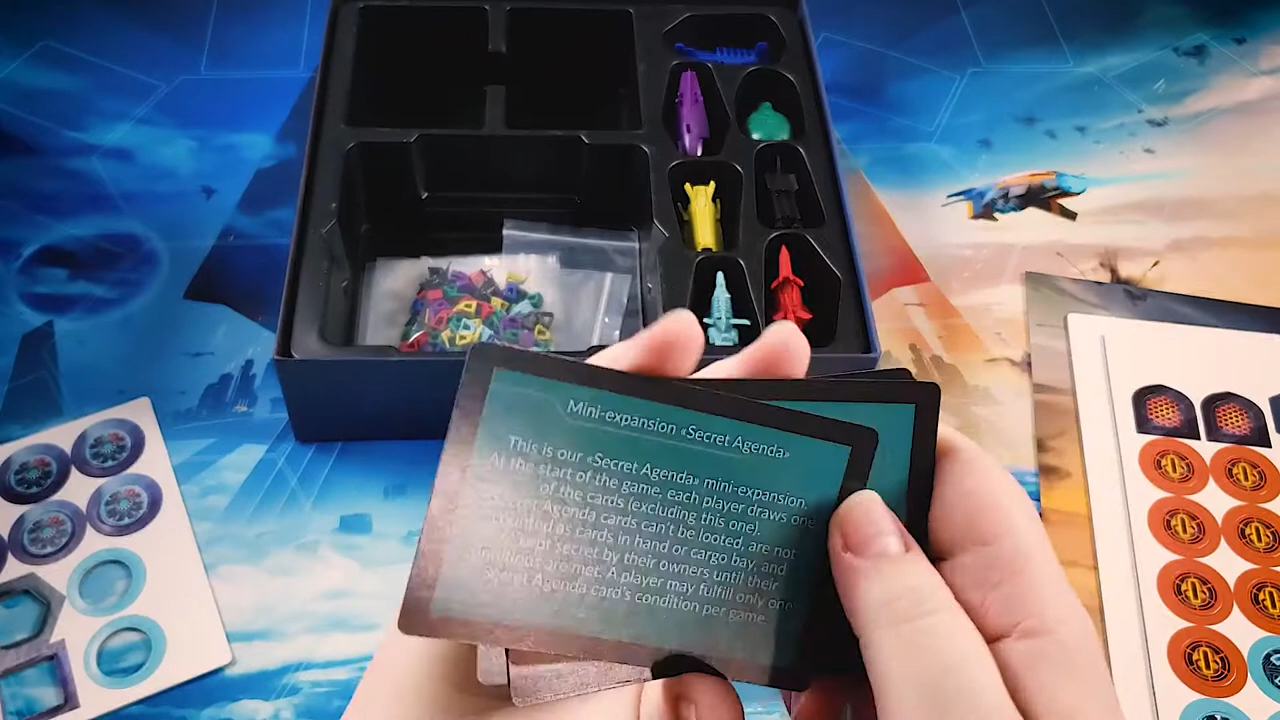 Mini-expansion «Secret Agenda»
This is our «Secret Agenda» mini-expansion.
At the start of the game, each player draws one
of the cards (excluding this one).
Secret Agenda cards can't be looted, are not
counted as cards in hand or cargo bay, and
kept secret by their owners until their
conditions are met. A player may fulfill only one
Secret Agenda card's condition per game.